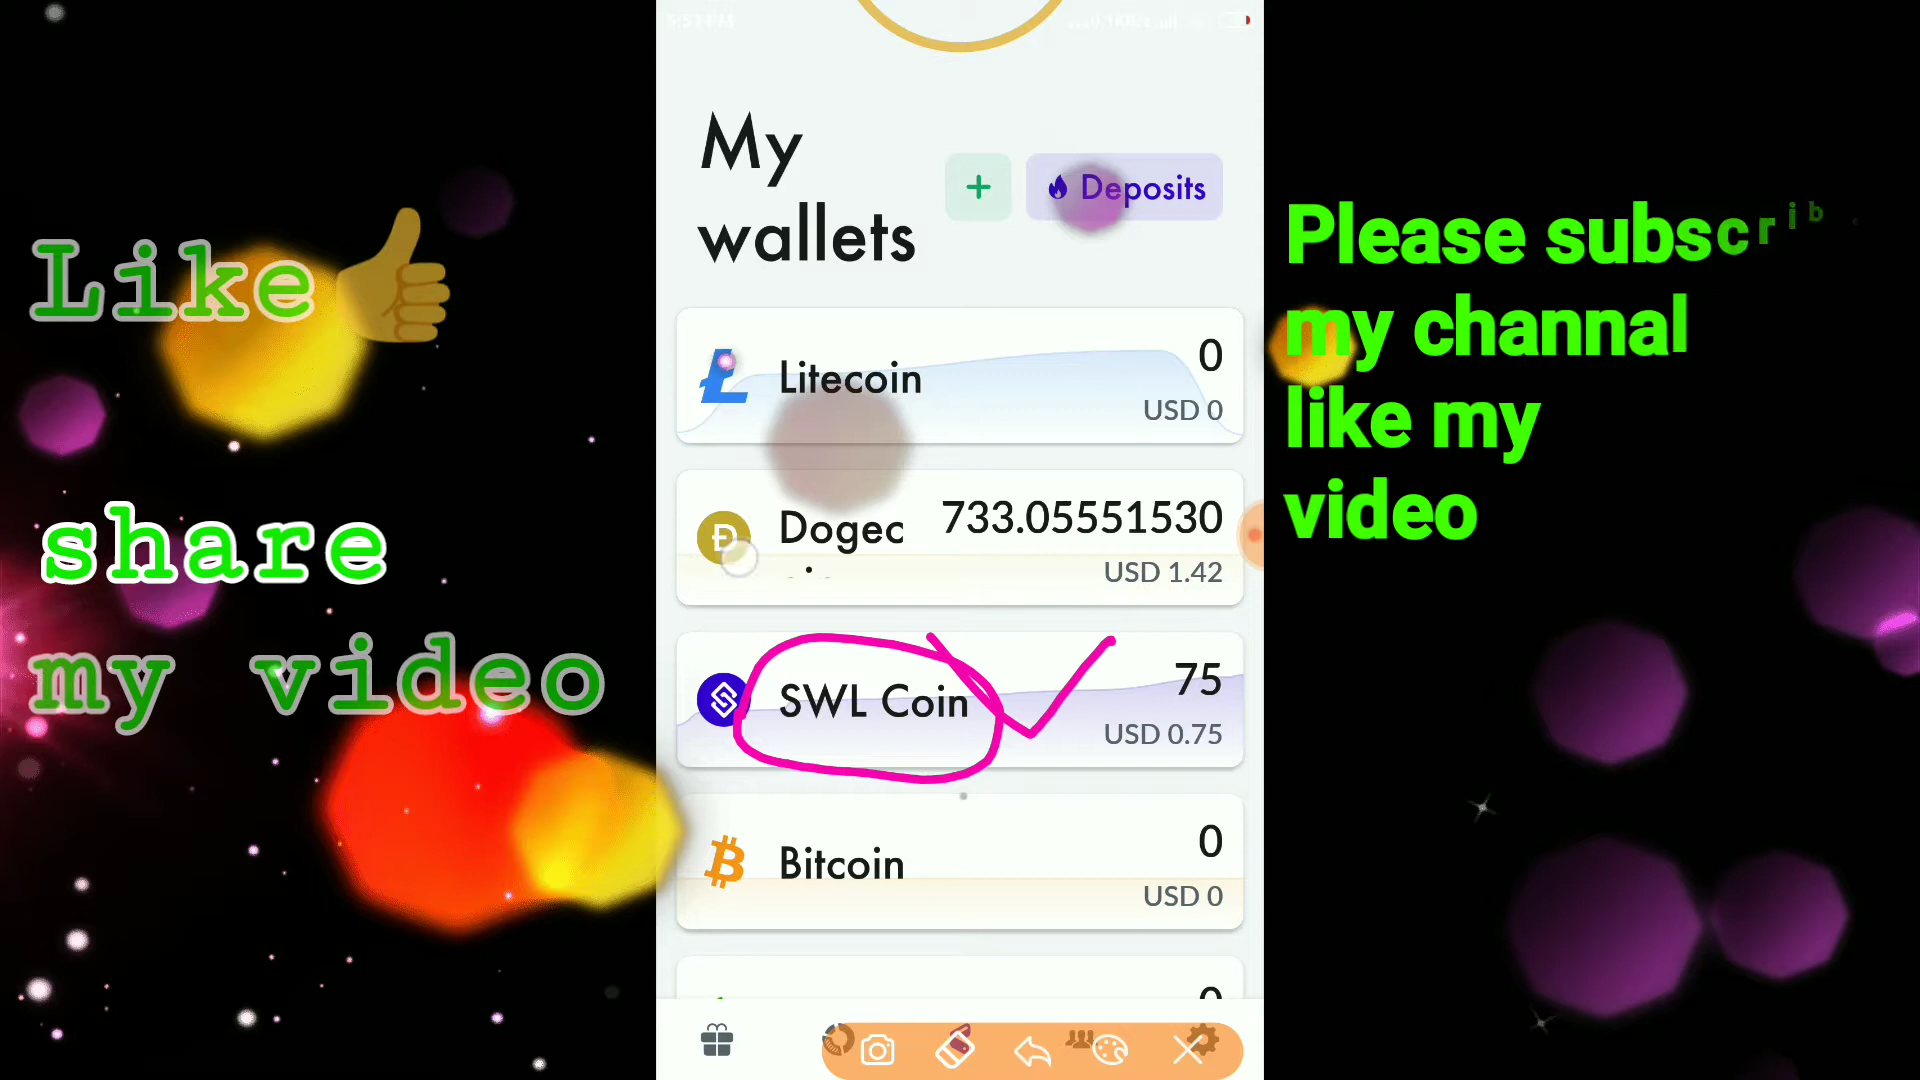 Like
share
my video
My
wallets
+ Deposits
Litecoin 0
USD 0
Dogec 733.05551530
USD 1.42
SWL Coin 75
USD 0.75
Bitcoin 0
USD 0
0
Please subscrib
my channal
like my
video